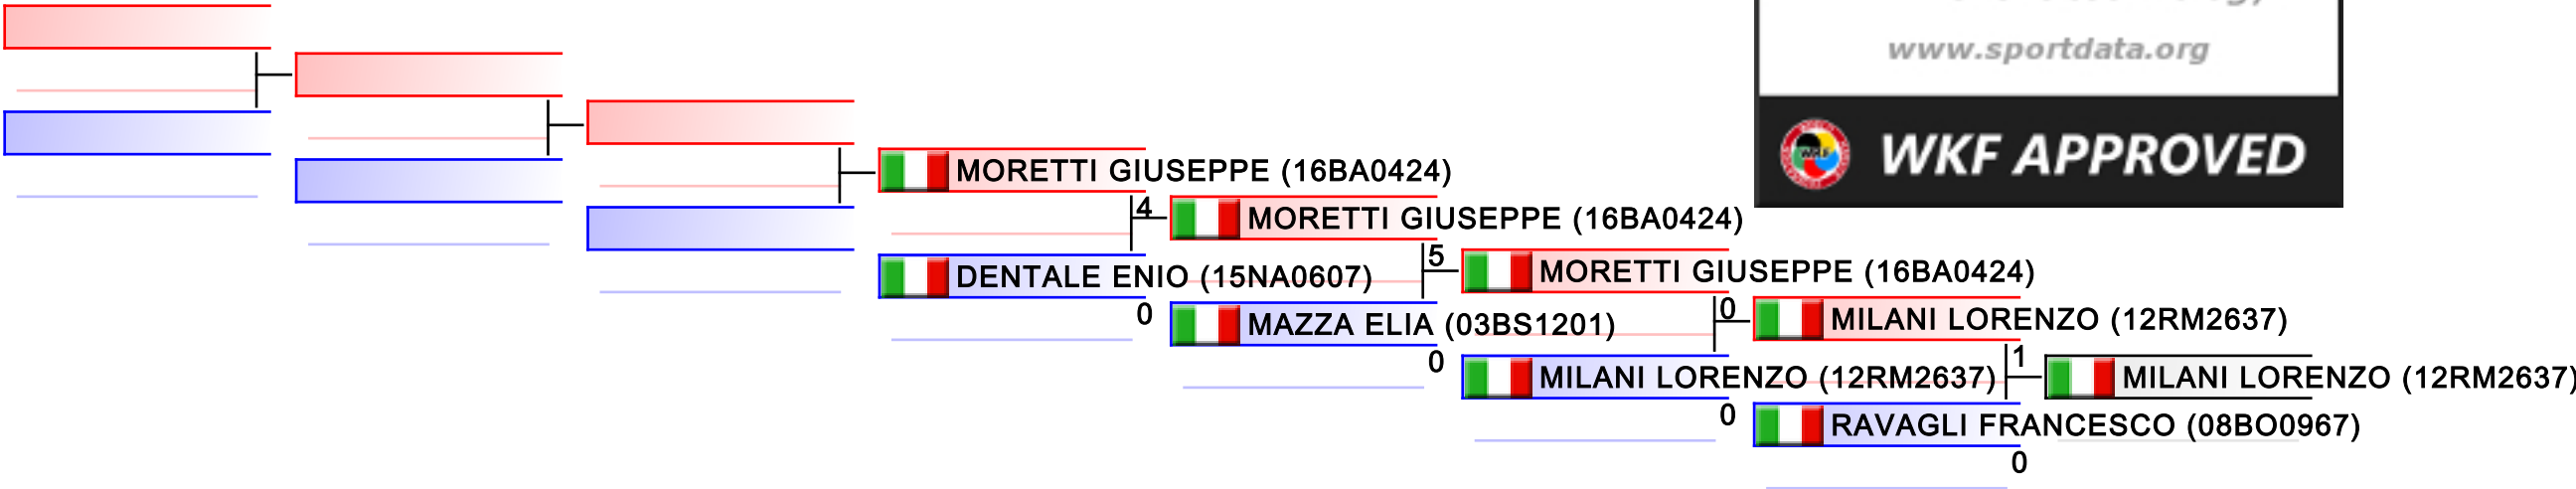 www.sportdata.org
WKF APPROVED
MORETTI GIUSEPPE (16BA0424)
4
MORETTI GIUSEPPE (16BA0424)
DENTALE ENIO (15NA0607)
0
5
MORETTI GIUSEPPE (16BA0424)
MAZZA ELIA (03BS1201)
0
0
MILANI LORENZO (12RM2637)
MILANI LORENZO (12RM2637)
0
1
MILANI LORENZO (12RM2637)
RAVAGLI FRANCESCO (08BO0967)
0